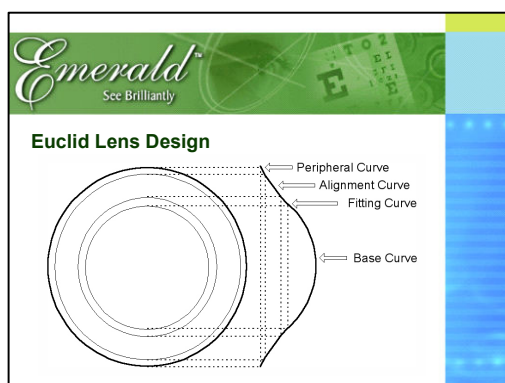 Emerald™
See Brilliantly
Euclid Lens Design
Peripheral Curve
Alignment Curve
Fitting Curve
Base Curve